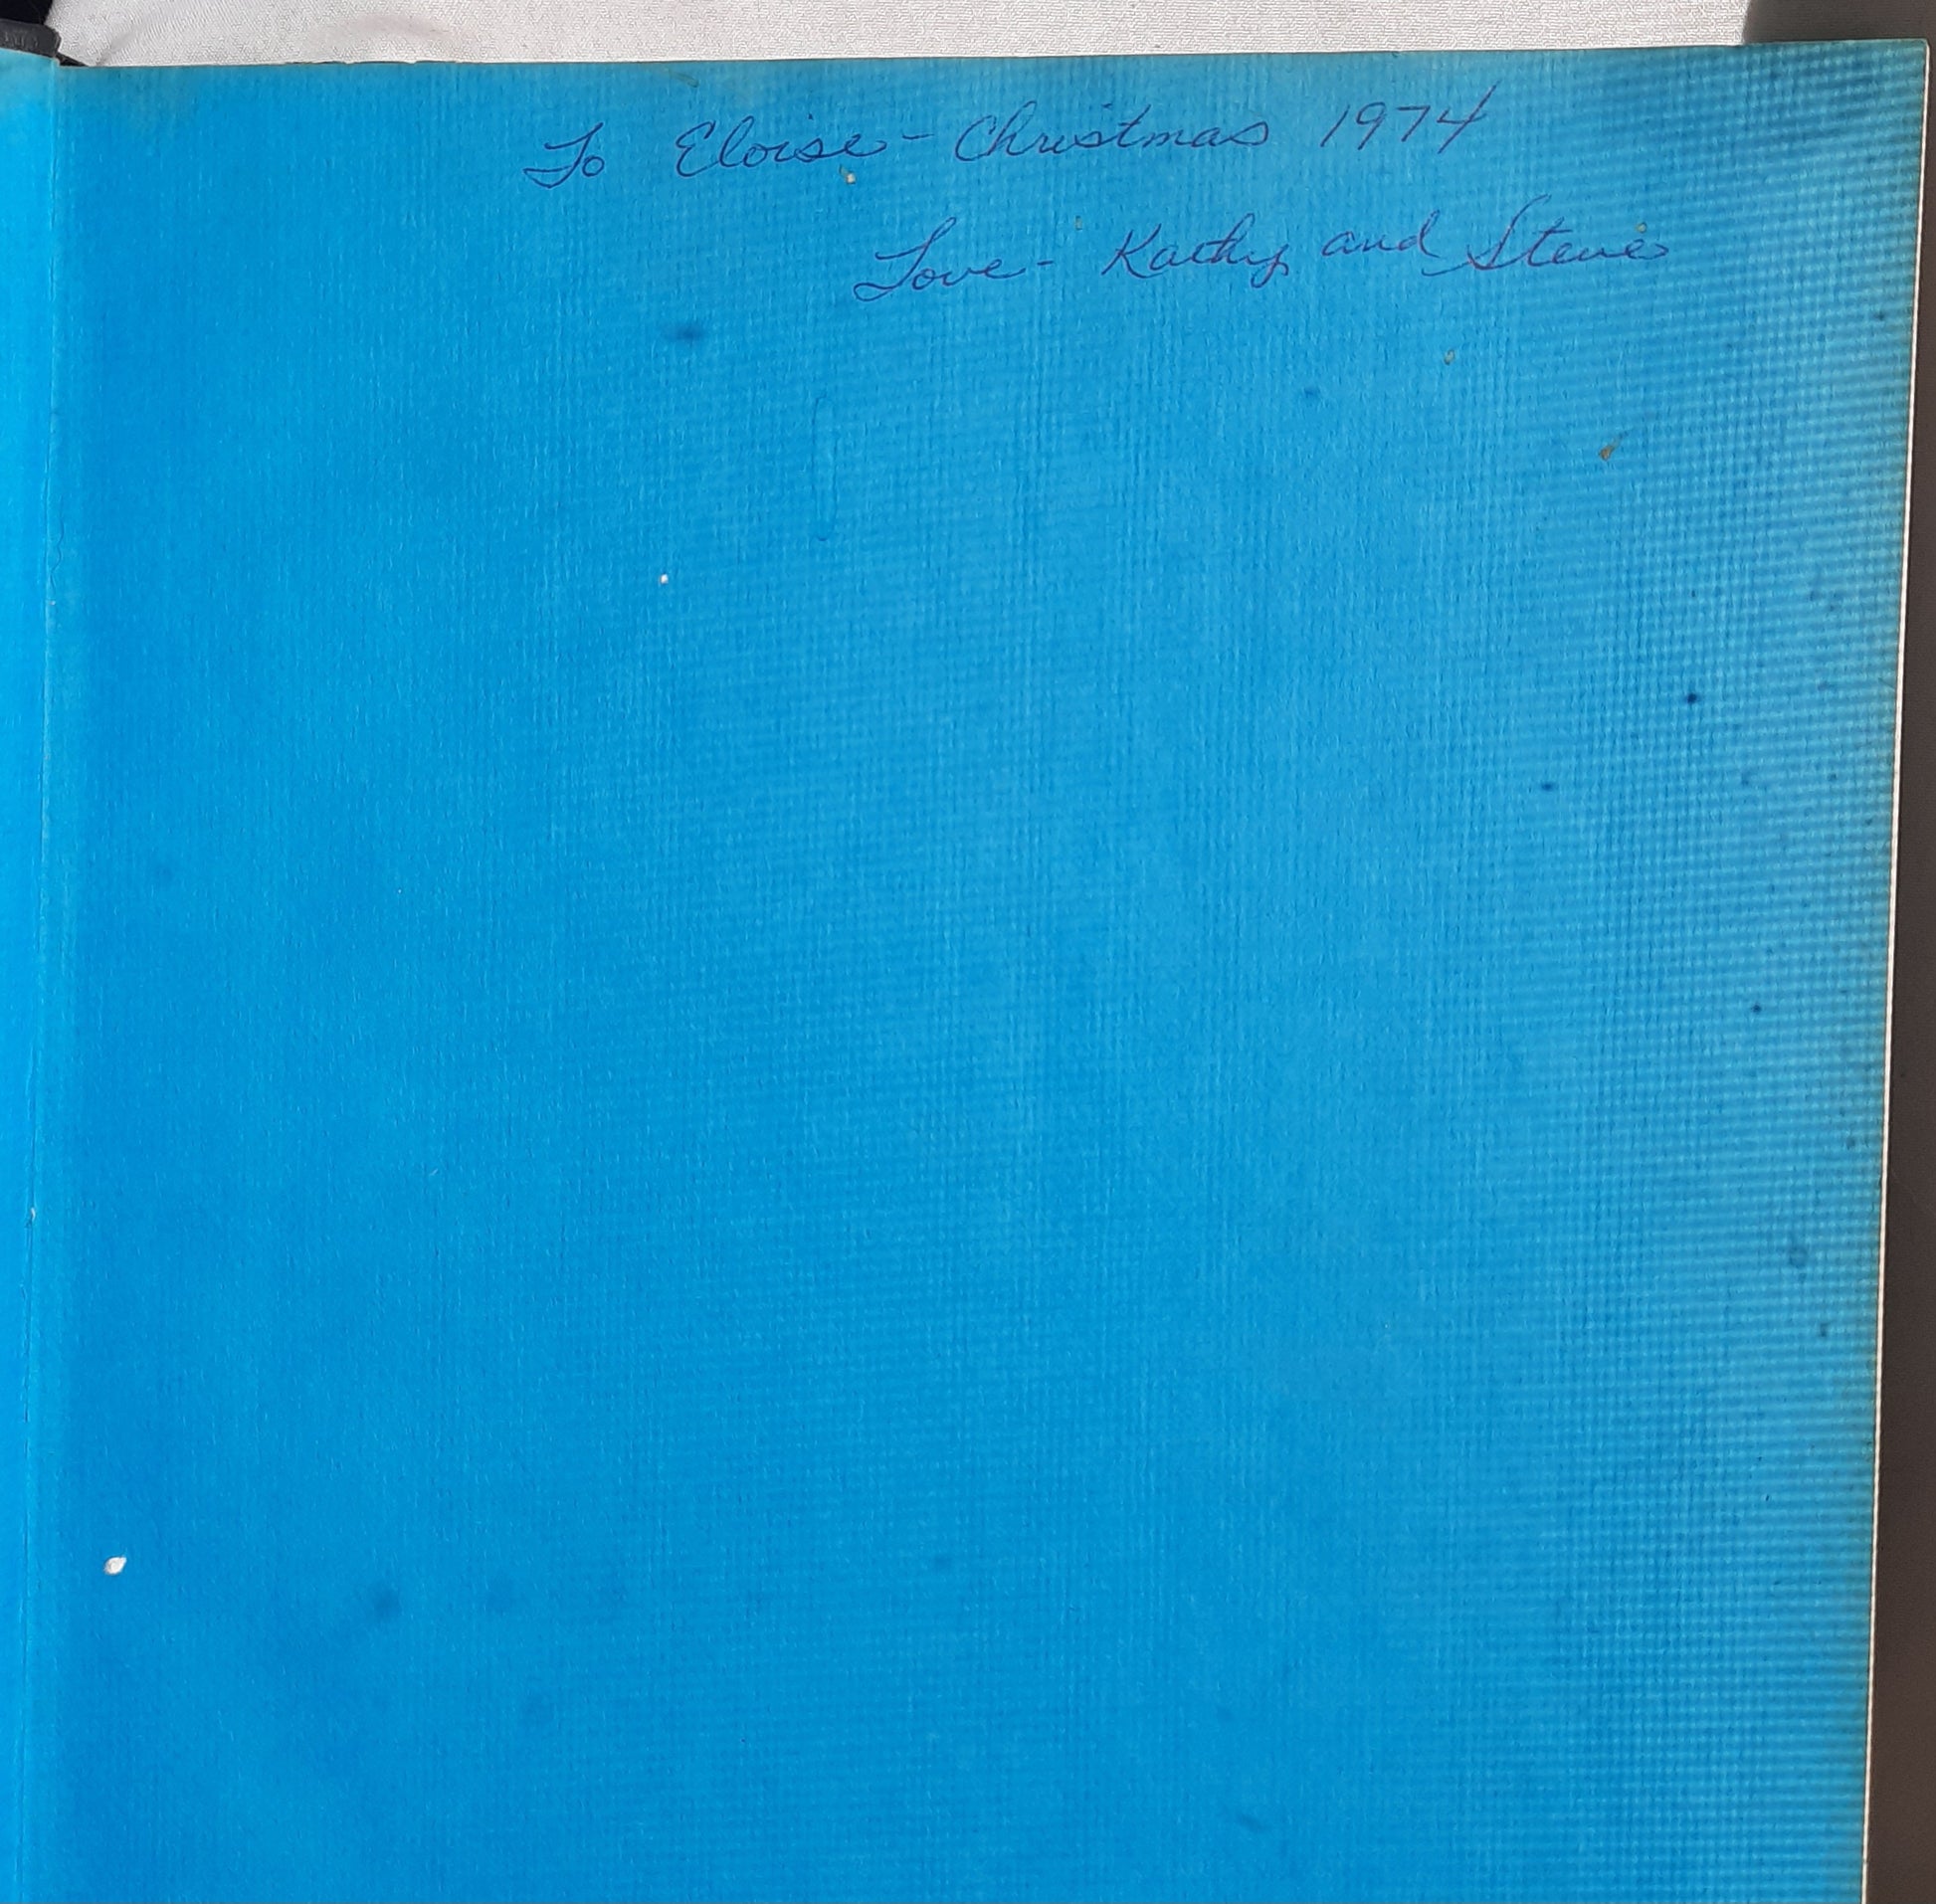 To Eloise - Christmas 1974
Love - Kathy and Steve